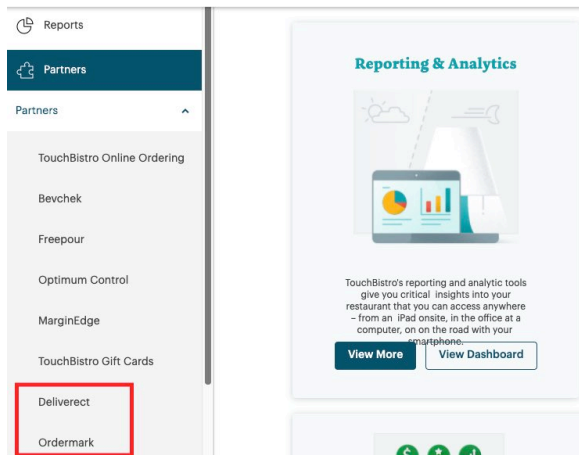 Reports
Partners
Partners
TouchBistro Online Ordering
Bevchek
Freepour
Optimum Control
MarginEdge
TouchBistro Gift Cards
Deliverect
Ordermark
Reporting & Analytics
TouchBistro's reporting and analytic tools
give you critical insights into your
restaurant that you can access anywhere
– from an iPad onsite, in the office at a
computer, on on the road with your
smartphone.
View More
View Dashboard